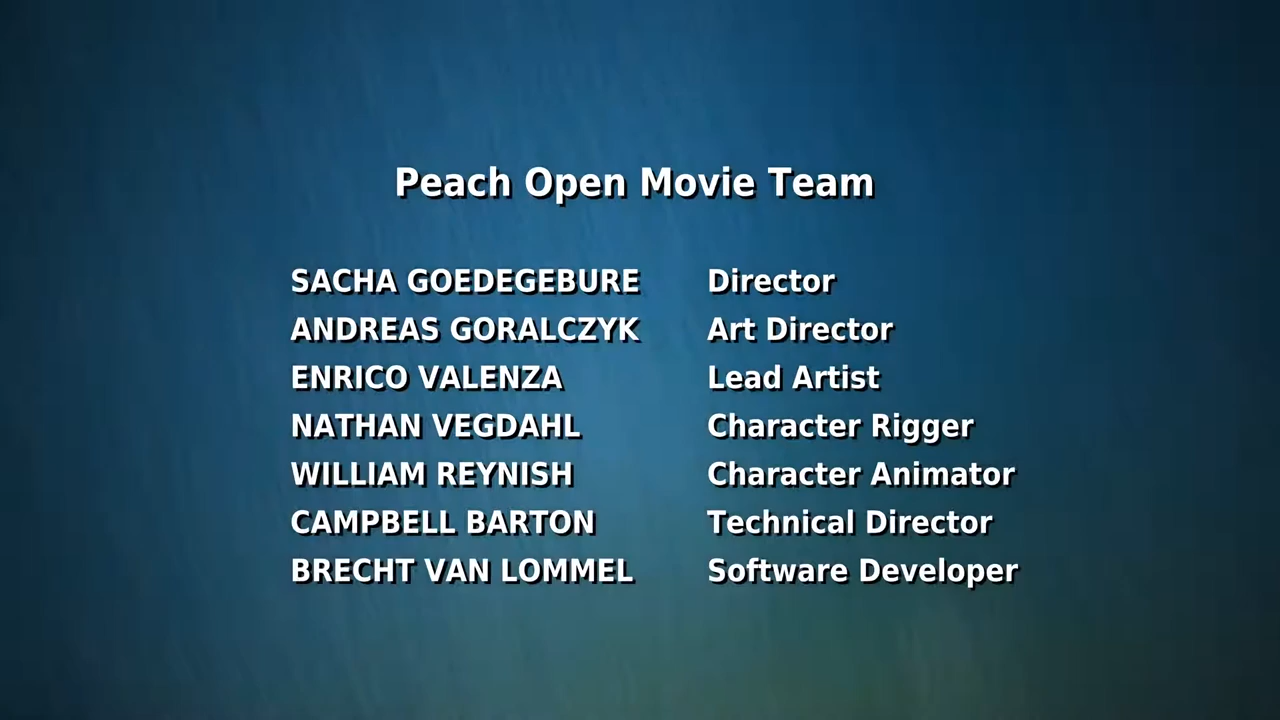 Peach Open Movie Team
SACHA GOEDEGEBURE Director
ANDREAS GORALCZYK Art Director
ENRICO VALENZA Lead Artist
NATHAN VEGDAHL Character Rigger
WILLIAM REYNISH Character Animator
CAMPBELL BARTON Technical Director
BRECHT VAN LOMMEL Software Developer